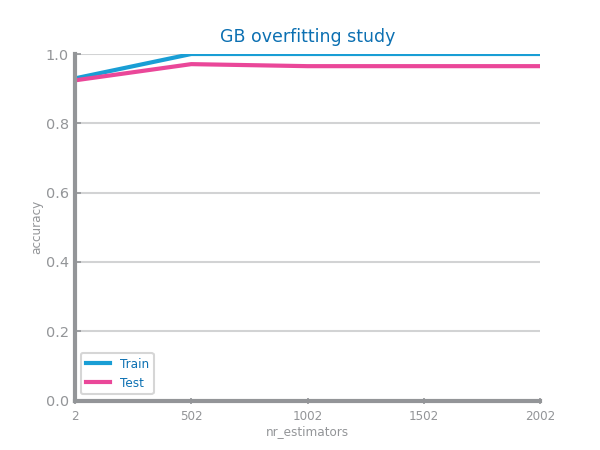 GB overfitting study
1.0
0.8
0.6
0.4
0.2
0.0
accuracy
Train
Test
2 502 1002 1502 2002
nr_estimators